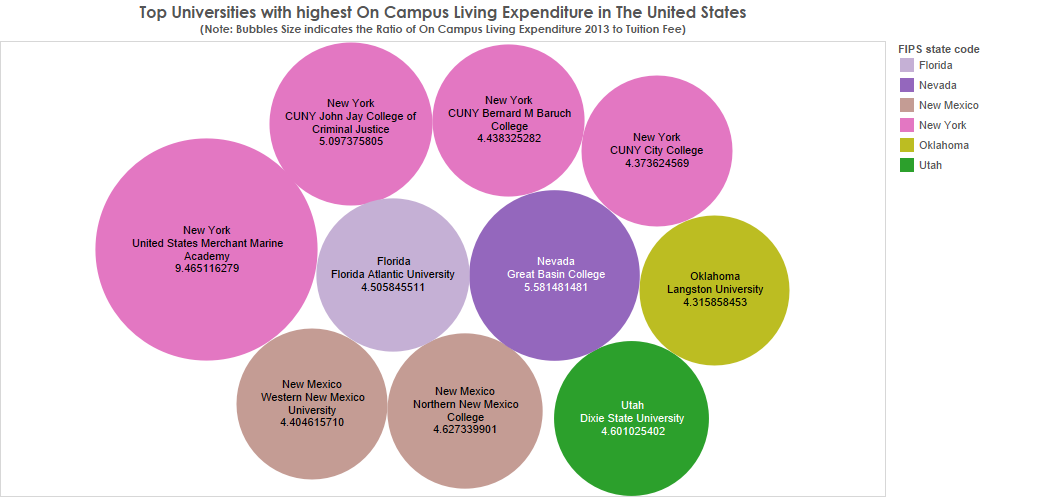 Top Universities with highest On Campus Living Expenditure in The United States
(Note: Bubbles Size indicates the Ratio of On Campus Living Expenditure 2013 to Tuition Fee)
FIPS state code
Florida
Nevada
New Mexico
New York
Oklahoma
Utah
New York
CUNY John Jay College of
Criminal Justice
5.097375805
New York
CUNY Bernard M Baruch
College
4.438325282
New York
CUNY City College
4.373624569
New York
United States Merchant Marine
Academy
9.465116279
Florida
Florida Atlantic University
4.505845511
Nevada
Great Basin College
5.581481481
Oklahoma
Langston University
4.315858453
New Mexico
Western New Mexico
University
4.404615710
New Mexico
Northern New Mexico
College
4.627339901
Utah
Dixie State University
4.601025402